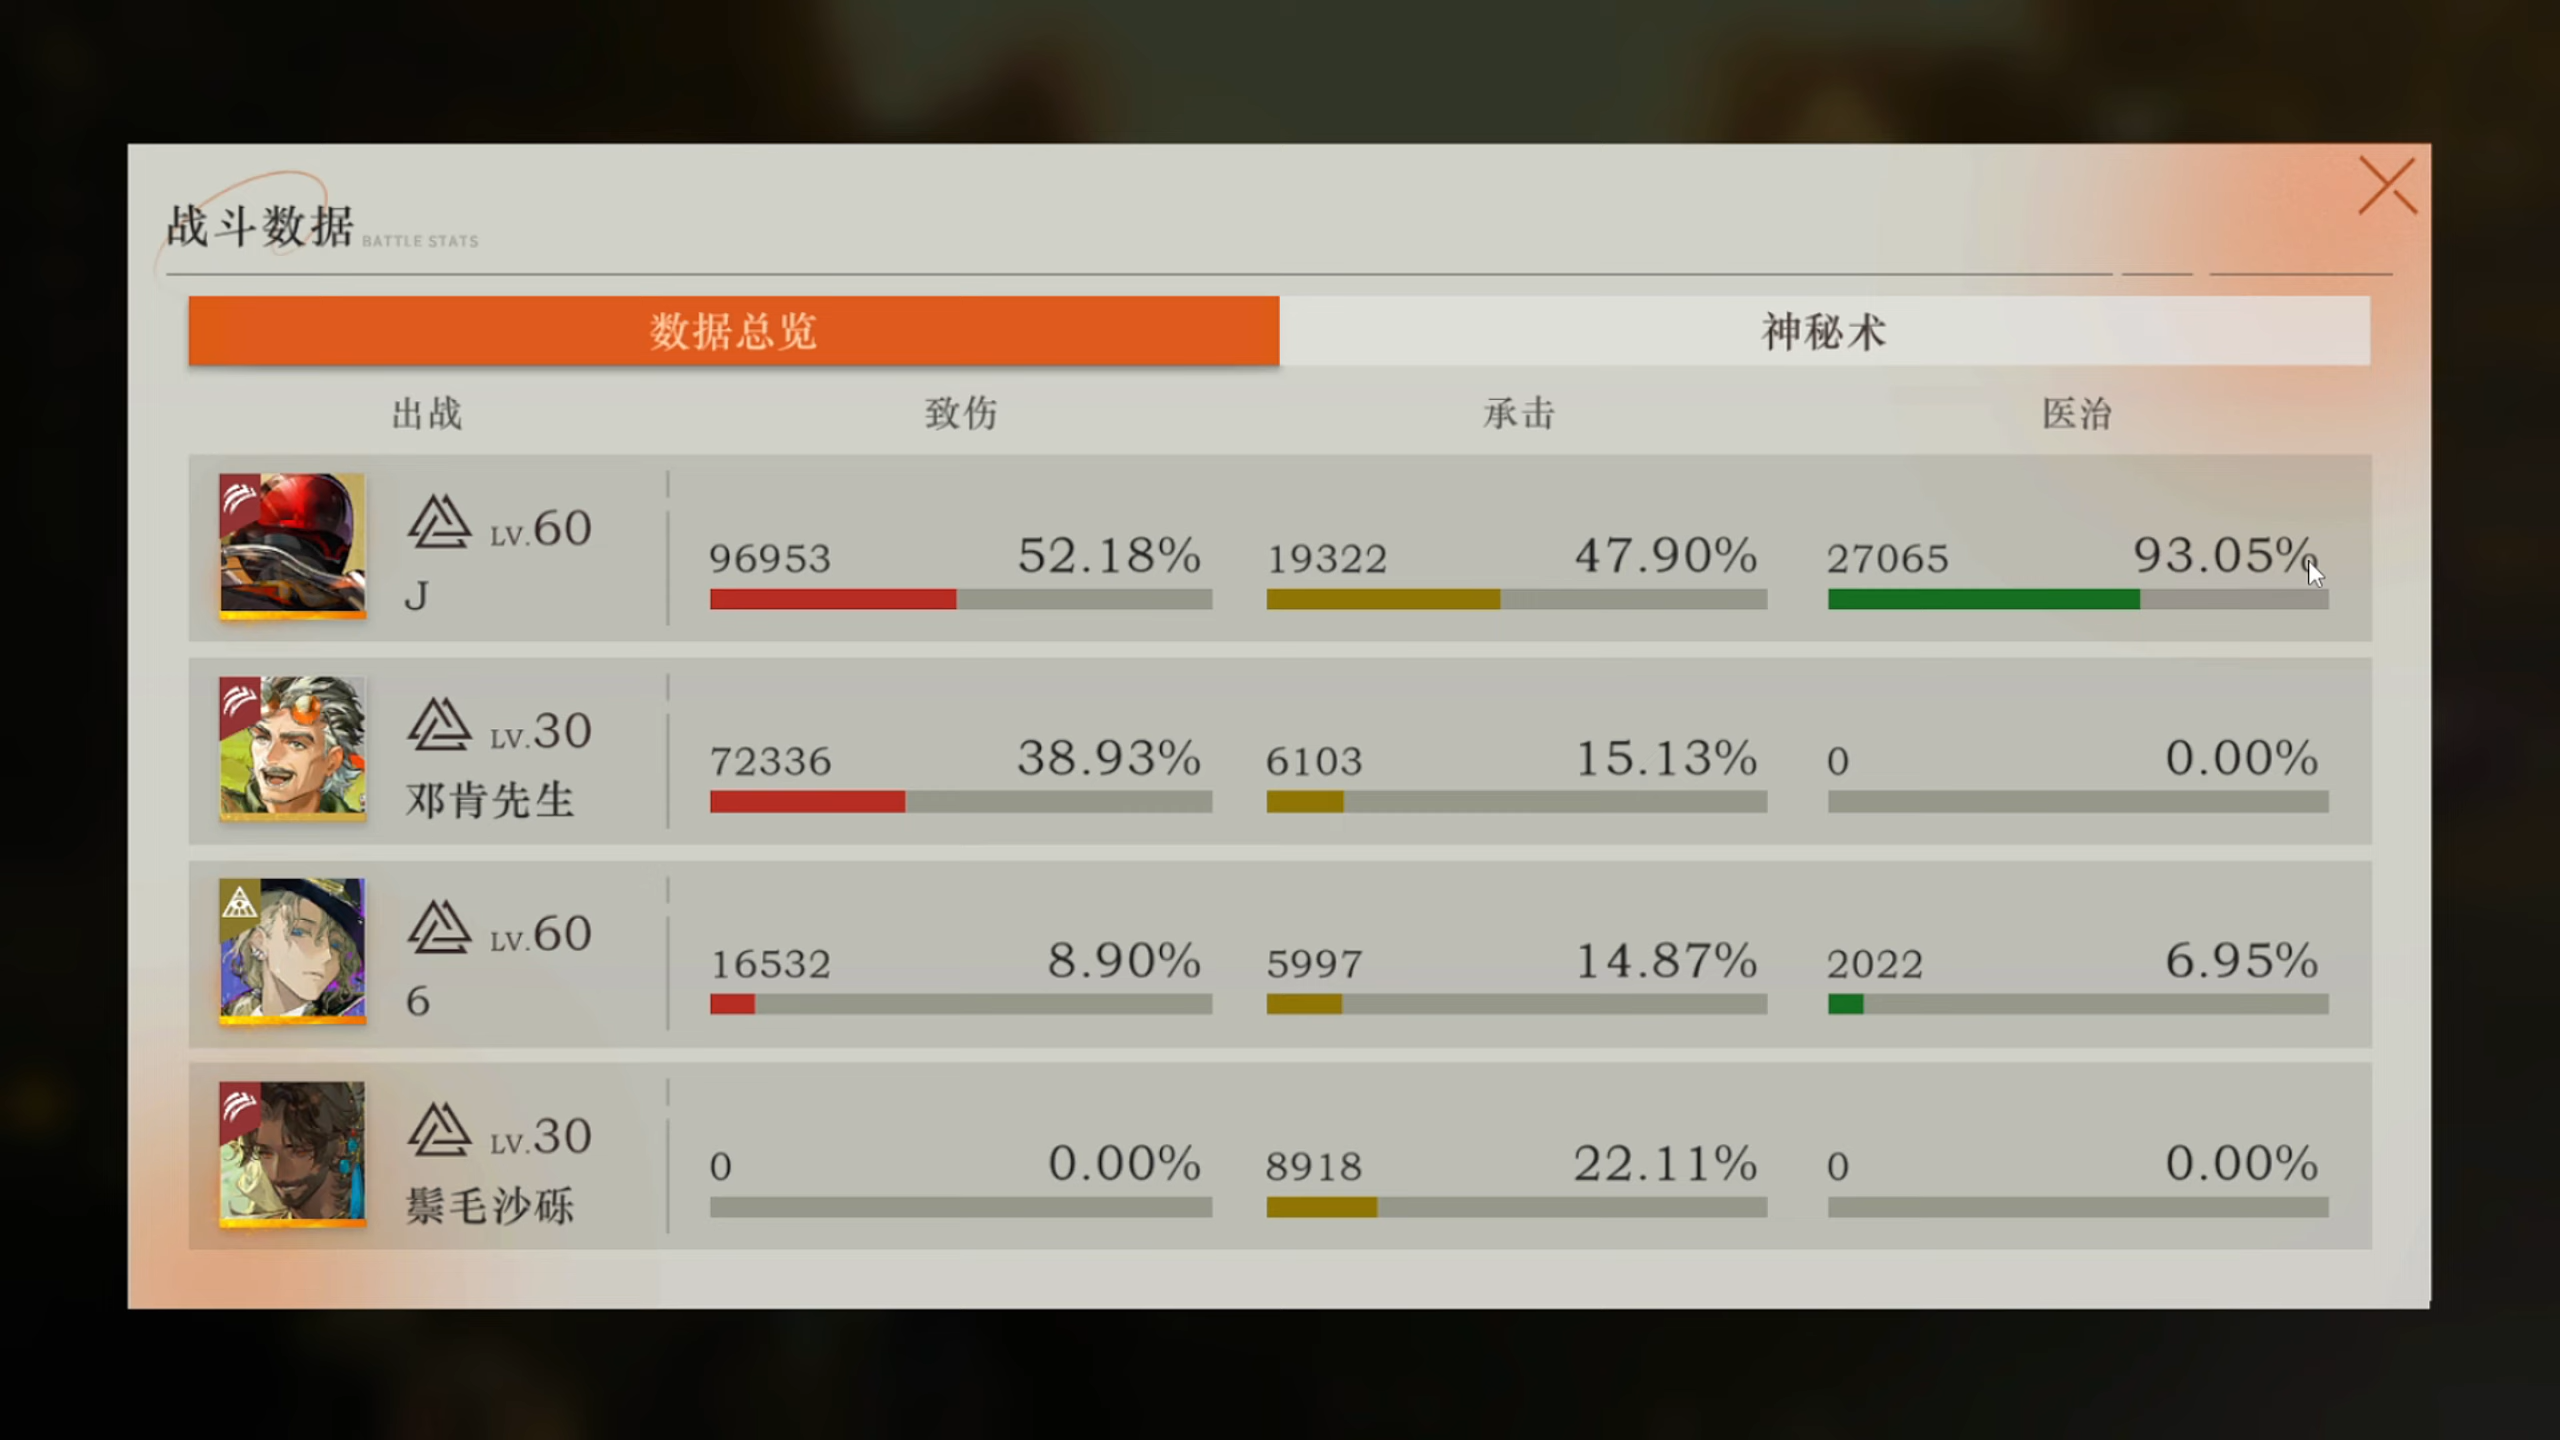 战斗数据 BATTLE STATS
数据总览 神秘术
出战 致伤 承击 医治
LV.60
J
96953 52.18% 19322 47.90% 27065 93.05%
LV.30
邓肯先生
72336 38.93% 6103 15.13% 0 0.00%
LV.60
6
16532 8.90% 5997 14.87% 2022 6.95%
LV.30
鬃毛沙砾
0 0.00% 8918 22.11% 0 0.00%